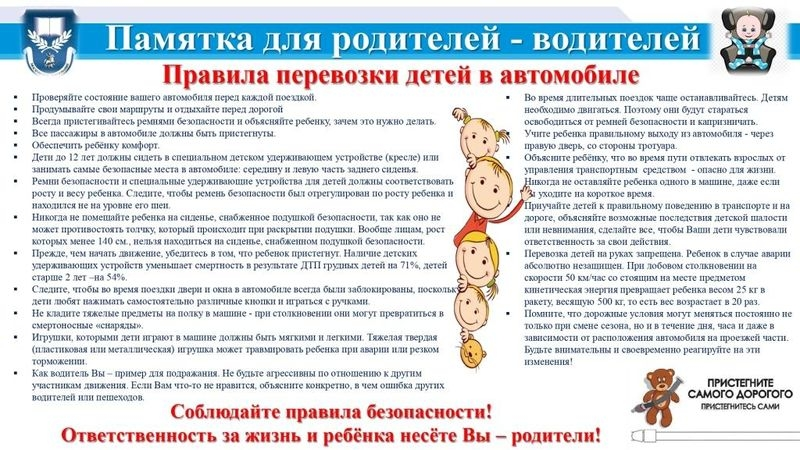 Памятка для родителей - водителей
Правила перевозки детей в автомобиле
▪ Проверяйте состояние вашего автомобиля перед каждой поездкой.
▪ Продумывайте свои маршруты и отдыхайте перед дорогой
▪ Всегда пристегивайтесь ремнями безопасности и объясняйте ребенку, зачем это нужно делать.
▪ Все пассажиры в автомобиле должны быть пристегнуты.
▪ Обеспечить ребёнку комфорт.
▪ Дети до 12 лет должны сидеть в специальном детском удерживающем устройстве (кресле) или
занимать самые безопасные места в автомобиле: середину и левую часть заднего сиденья.
▪ Ремни безопасности и специальные удерживающие устройства для детей должны соответствовать
росту и весу ребенка. Следите, чтобы ремень безопасности был отрегулирован по росту ребенка и
находился не на уровне его шеи.
▪ Никогда не помещайте ребенка на сиденье, снабженное подушкой безопасности, так как оно не
может противостоять толчку, который происходит при раскрытии подушки. Вообще лицам, рост
которых менее 140 см., нельзя находиться на сиденье, снабженном подушкой безопасности.
▪ Прежде, чем начать движение, убедитесь в том, что ребенок пристегнут. Наличие детских
удерживающих устройств уменьшает смертность в результате ДТП грудных детей на 71%, детей
старше 2 лет –на 54%.
▪ Следите, чтобы во время поездки двери и окна в автомобиле всегда были заблокированы, поскольку
дети любят нажимать самостоятельно различные кнопки и играться с ручками.
▪ Не кладите тяжелые предметы на полку в машине - при столкновении они могут превратиться в
смертоносные «снаряды».
▪ Игрушки, которыми дети играют в машине должны быть мягкими и легкими. Тяжелая твердая
(пластиковая или металлическая) игрушка может травмировать ребенка при аварии или резком
торможении.
▪ Как водитель Вы – пример для подражания. Не будьте агрессивны по отношению к другим
участникам движения. Если Вам что-то не нравится, объясните конкретно, в чем ошибка других
водителей или пешеходов.
▪ Во время длительных поездок чаще останавливайтесь. Детям
необходимо двигаться. Поэтому они будут стараться
освободиться от ремней безопасности и капризничать.
Учите ребенка правильному выходу из автомобиля - через
правую дверь, со стороны тротуара.
Объясните ребёнку, что во время пути отвлекать взрослых от
управления транспортным средством - опасно для жизни.
Никогда не оставляйте ребенка одного в машине, даже если
вы уходите на короткое время.
Приучайте детей к правильному поведению в транспорте и на
дороге, объясняйте возможные последствия детской шалости
или невнимания, сделайте все, чтобы Ваши дети чувствовали
ответственность за свои действия.
▪ Перевозка детей на руках запрещена. Ребенок в случае аварии
абсолютно незащищен. При лобовом столкновении на
скорости 50 км/час со стоящим на месте предметом
кинетическая энергия превращает ребенка весом 25 кг в
ракету, весящую 500 кг, то есть вес возрастает в 20 раз.
▪ Помните, что дорожные условия могут меняться постоянно не
только при смене сезона, но и в течение дня, часа и даже в
зависимости от расположения автомобиля на проезжей части.
Будьте внимательны и своевременно реагируйте на эти
изменения!
ПРИСТЕГНИТЕ
САМОГО ДОРОГОГО
ПРИСТЕГНИТЕСЬ САМИ
Соблюдайте правила безопасности!
Ответственность за жизнь и ребёнка несёте Вы – родители!